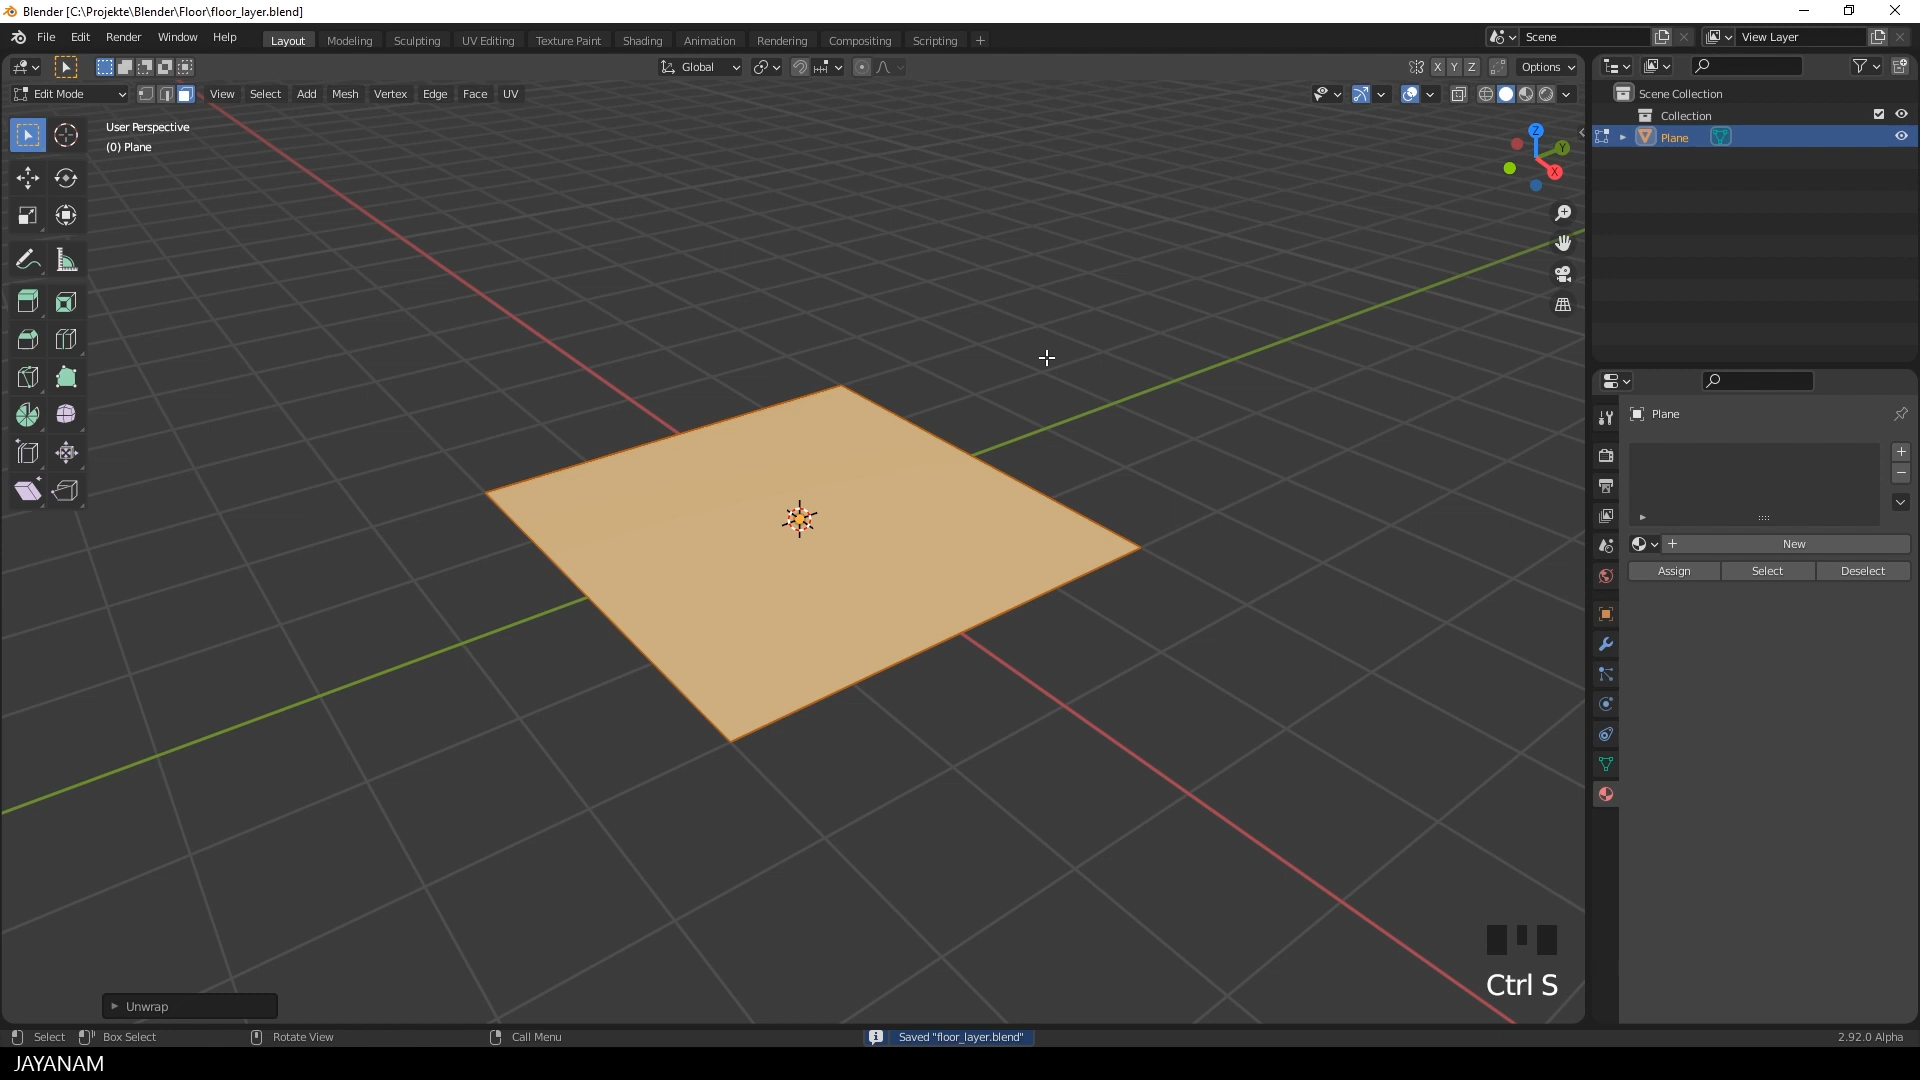 Blender [C:\Projekte\Blender\Floor\floor_layer.blend]
File Edit Render Window Help Layout Modeling Sculpting UV Editing Texture Paint Shading Animation Rendering Compositing Scripting + Scene View Layer
Global X Y Z Options
Edit Mode View Select Add Mesh Vertex Edge Face UV
Scene Collection
Collection
Plane
User Perspective
(0) Plane
Z
Y
X
Plane
+ New
Assign Select Deselect
Ctrl S
Unwrap
Select Box Select Rotate View Call Menu Saved "floor_layer.blend" 2.92.0 Alpha
JAYANAM